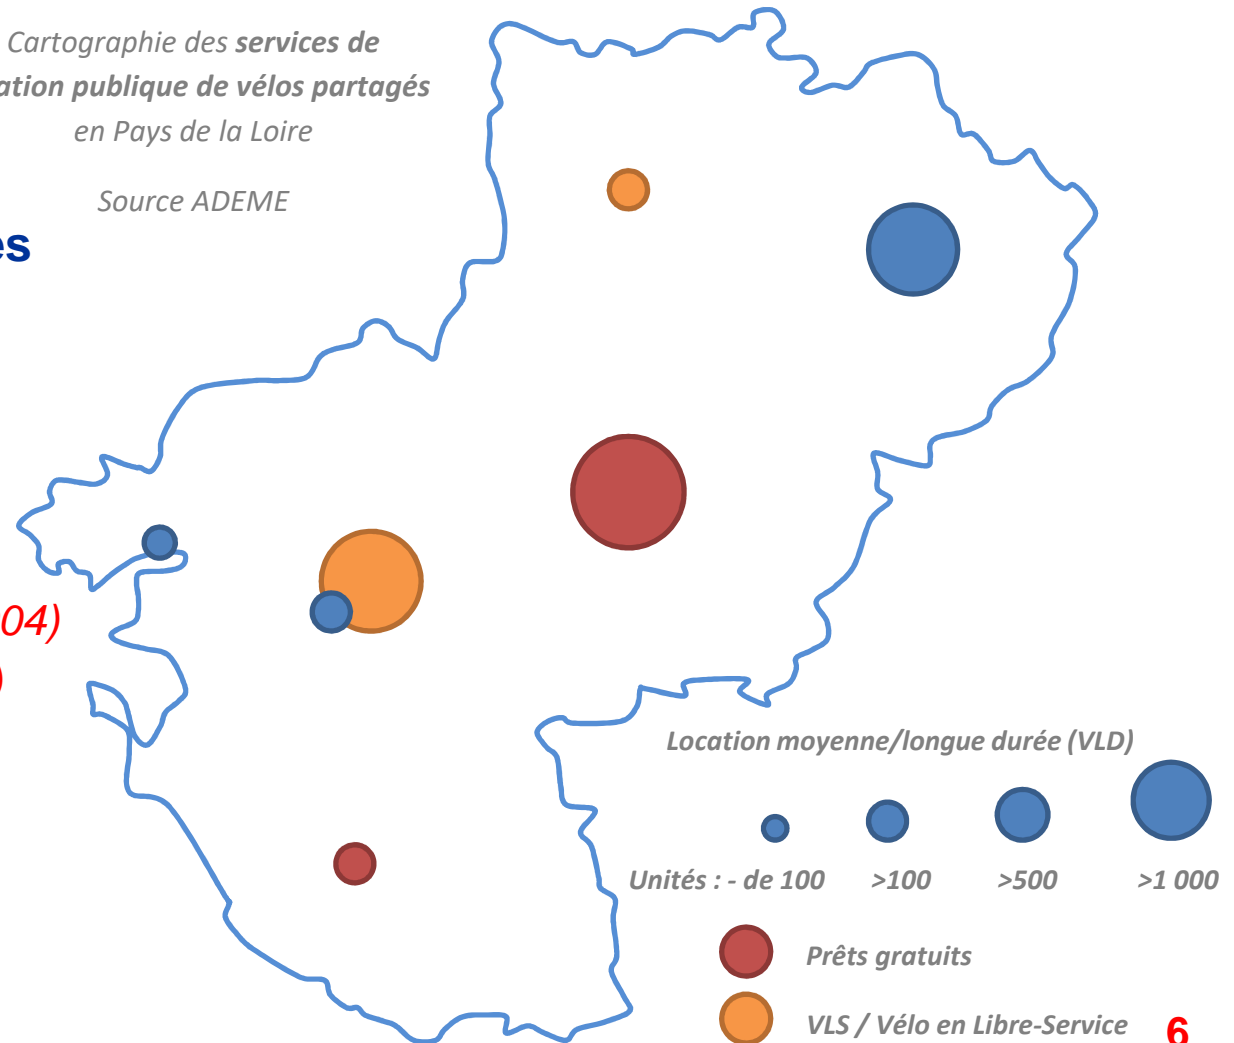 Cartographie des services de
ation publique de vélos partagés
en Pays de la Loire
Source ADEME
es
04)
)
Location moyenne/longue durée (VLD)
Unités : - de 100 >100 >500 >1 000
Prêts gratuits
VLS / Vélo en Libre-Service
6